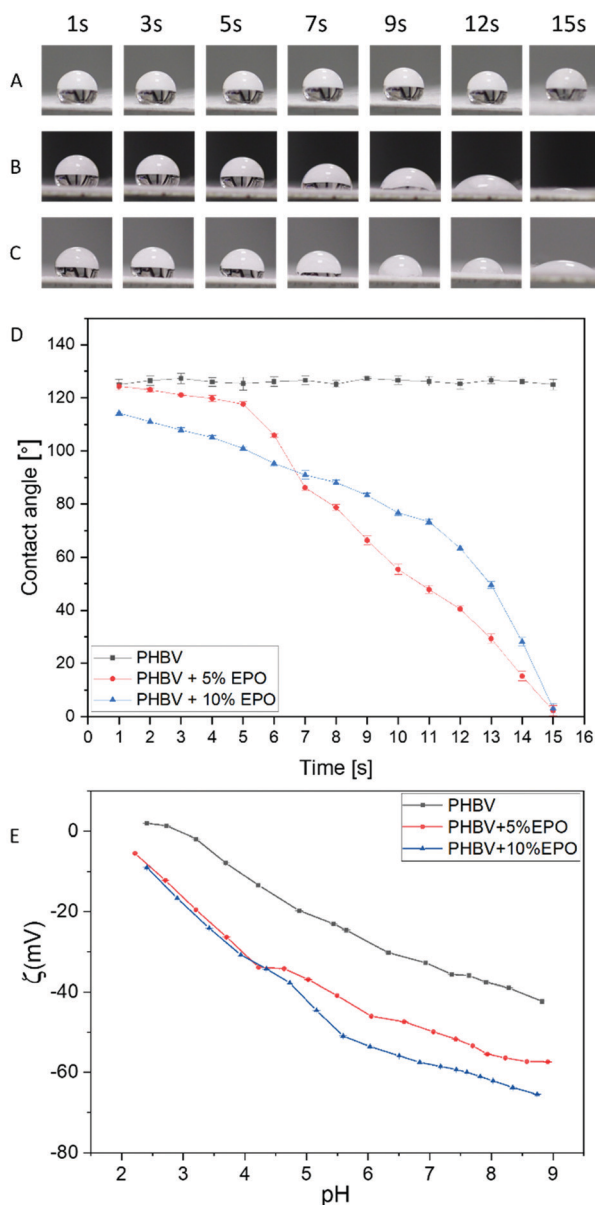 1s 3s 5s 7s 9s 12s 15s
A
B
C
D
140
120
100
80
60
40
20
0
Contact angle [°]
PHBV
PHBV + 5% EPO
PHBV + 10% EPO
0 1 2 3 4 5 6 7 8 9 10 11 12 13 14 15 16
Time [s]
E
PHBV
PHBV+5%EPO
PHBV+10%EPO
0
-20
-40
-60
-80
ζ(mV)
2 3 4 5 6 7 8 9
pH